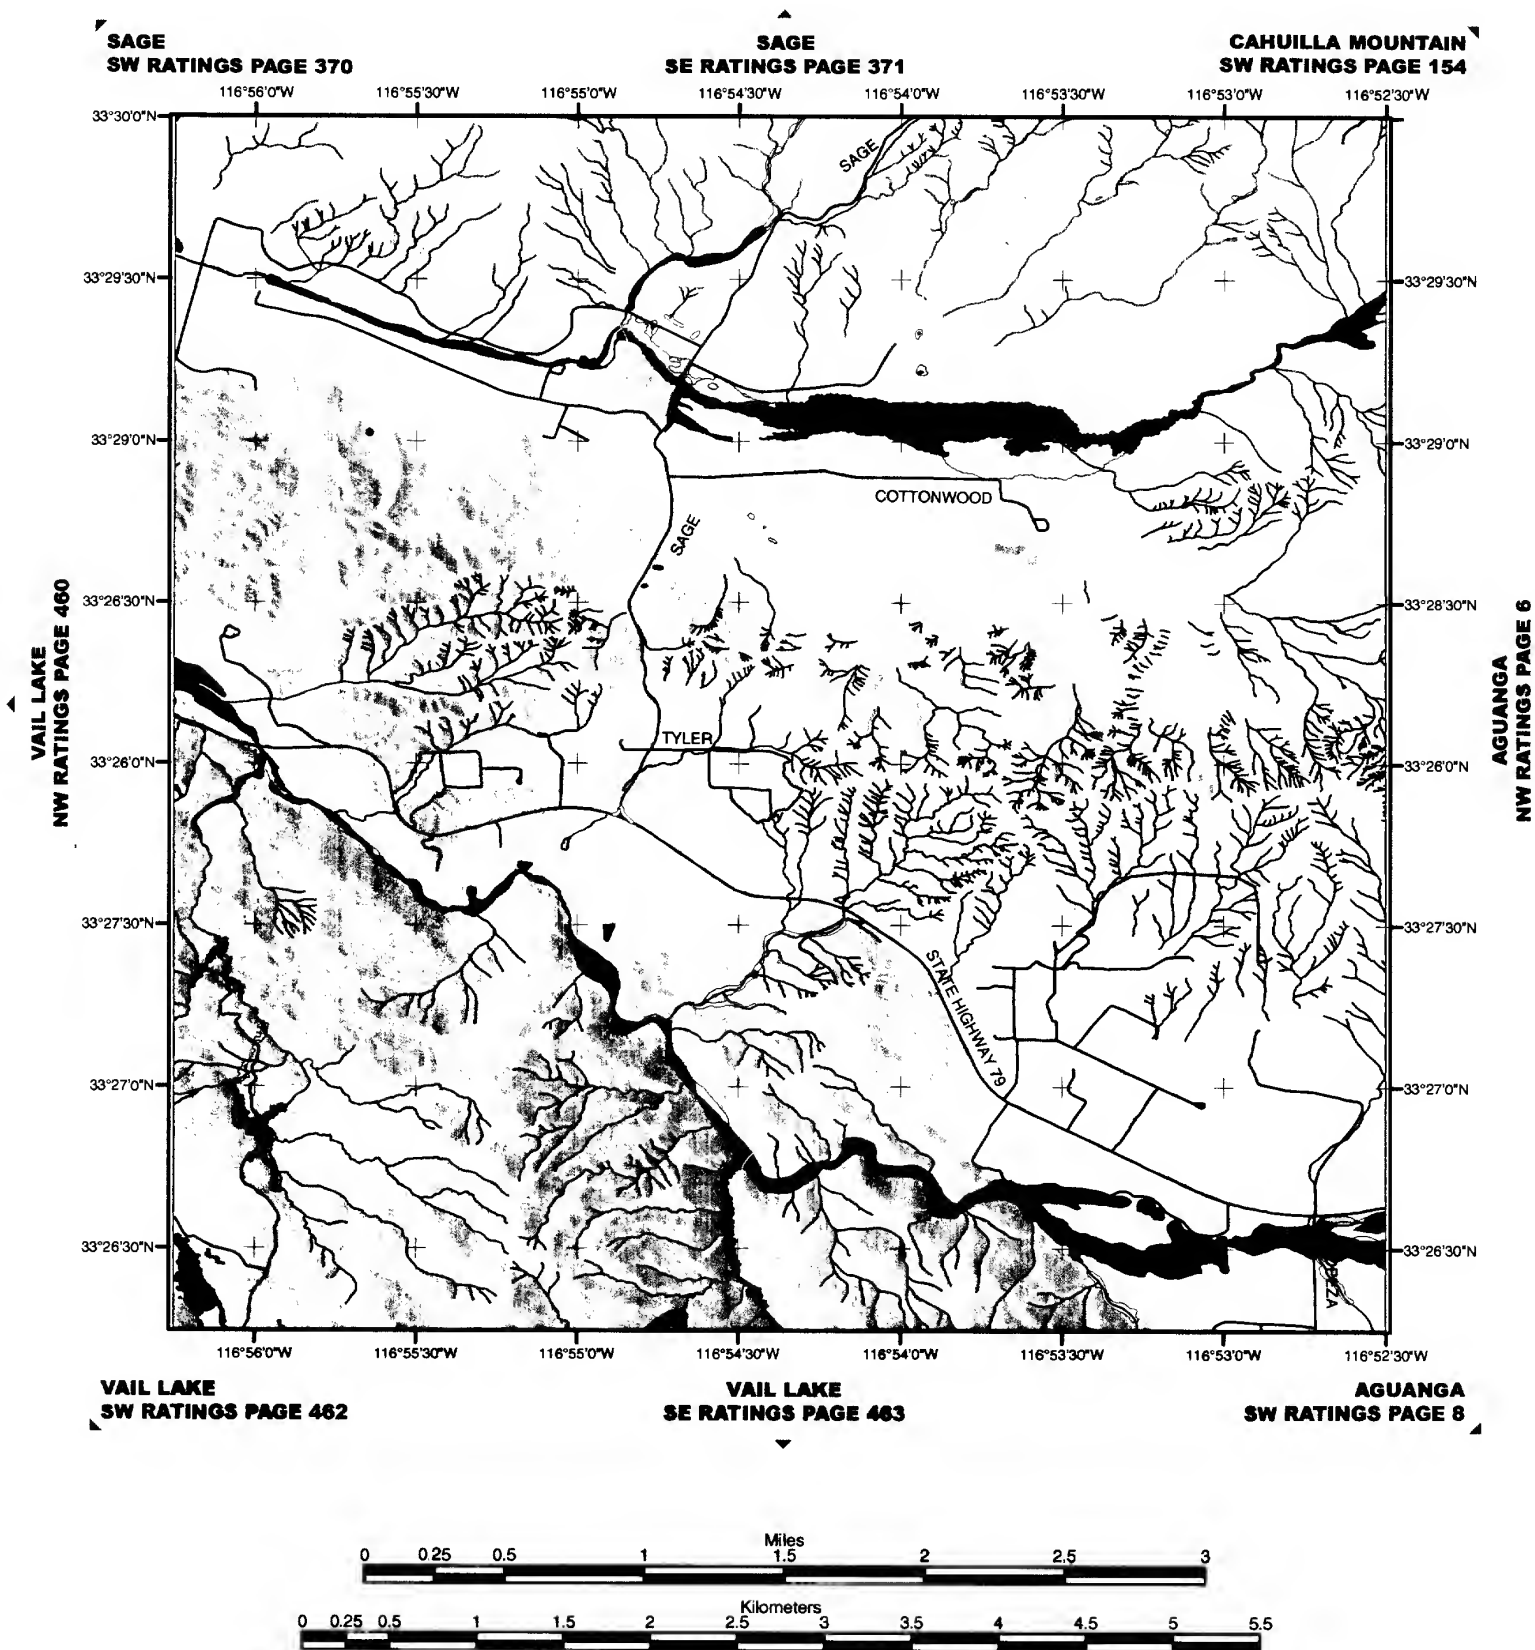 SAGE
SW RATINGS PAGE 370
SAGE
SE RATINGS PAGE 371
CAHUILLA MOUNTAIN
SW RATINGS PAGE 154
116°56'0"W 116°55'30"W 116°55'0"W 116°54'30"W 116°54'0"W 116°53'30"W 116°53'0"W 116°52'30"W
33°30'0"N
SAGE
33°29'30"N 33°29'30"N
33°29'0"N 33°29'0"N
COTTONWOOD
SAGE
33°26'30"N 33°28'30"N
VAIL LAKE
NW RATINGS PAGE 460
AGUANGA
NW RATINGS PAGE 6
TYLER
33°26'0"N 33°26'0"N
33°27'30"N 33°27'30"N
STATE HIGHWAY 79
33°27'0"N 33°27'0"N
33°26'30"N 33°26'30"N
116°56'0"W 116°55'30"W 116°55'0"W 116°54'30"W 116°54'0"W 116°53'30"W 116°53'0"W 116°52'30"W
VAIL LAKE
SW RATINGS PAGE 462
VAIL LAKE
SE RATINGS PAGE 463
AGUANGA
SW RATINGS PAGE 8
Miles
0 0.25 0.5 1 1.5 2 2.5 3
Kilometers
0 0.25 0.5 1 1.5 2 2.5 3 3.5 4 4.5 5 5.5